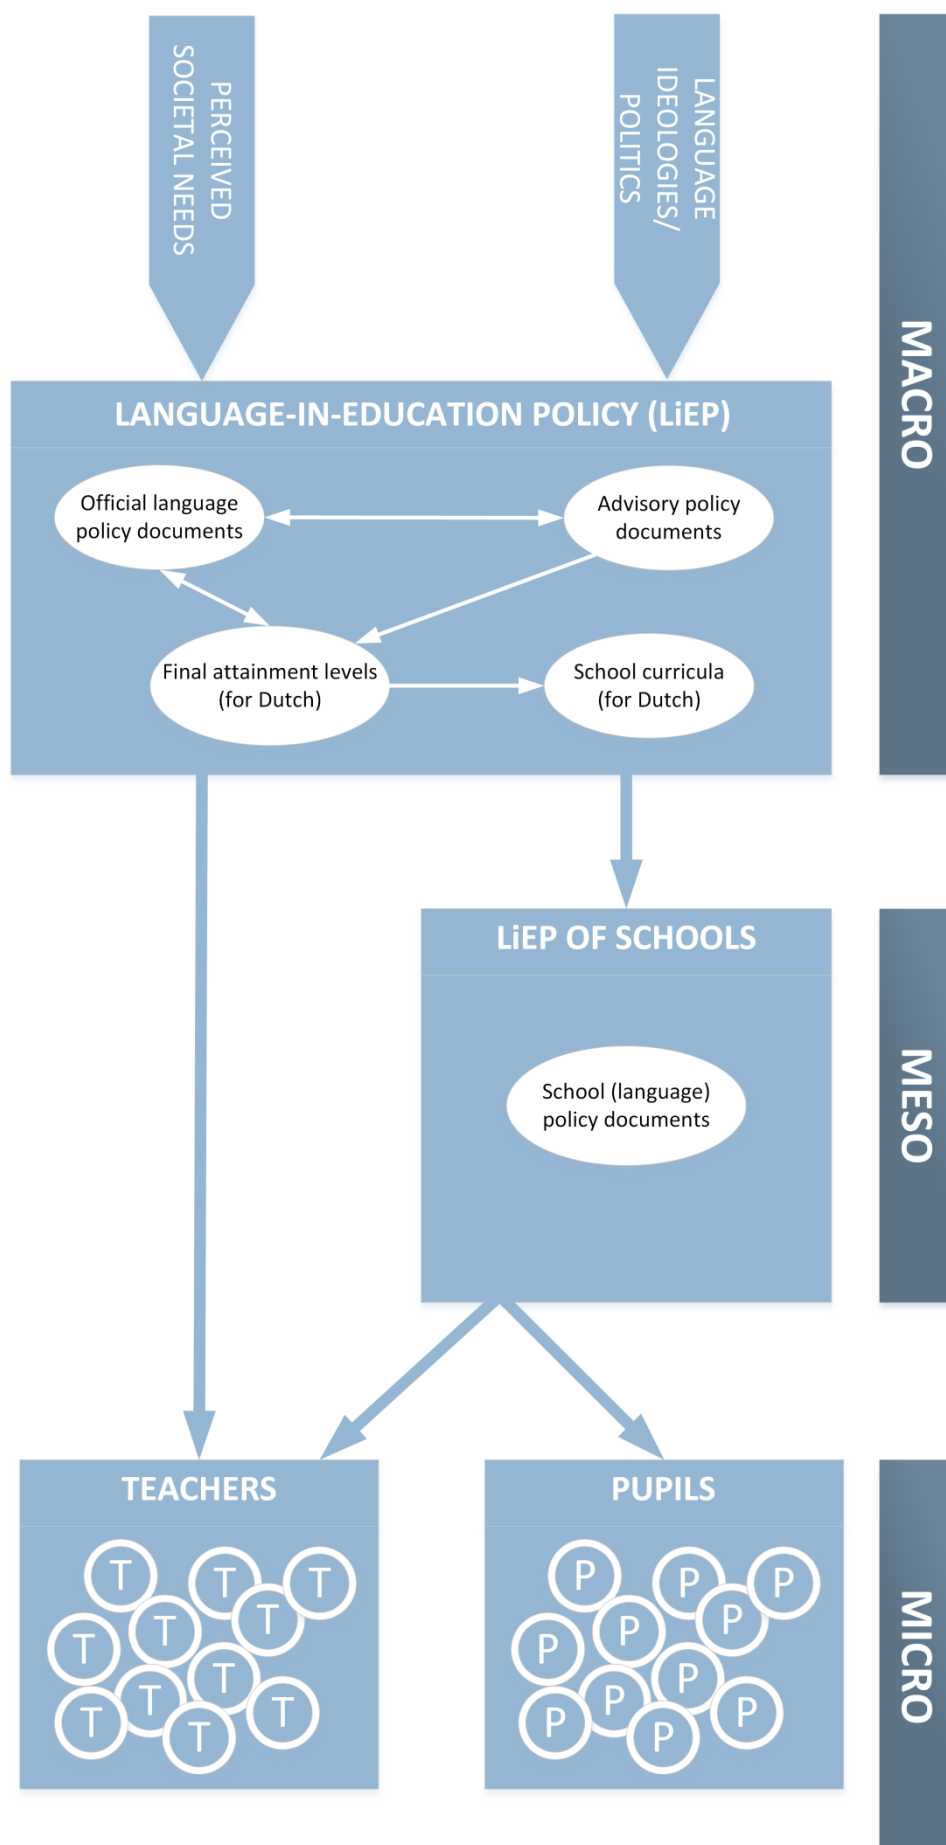 PERCEIVED
SOCIETAL NEEDS
LANGUAGE
IDEOLOGIES/
POLITICS
MACRO
LANGUAGE-IN-EDUCATION POLICY (LiEP)
Official language
policy documents
Advisory policy
documents
Final attainment levels
(for Dutch)
School curricula
(for Dutch)
LiEP OF SCHOOLS
School (language)
policy documents
MESO
TEACHERS
T
T
T
T
T
T
T
T
T
T
T
PUPILS
P
P
P
P
P
P
P
P
P
P
P
MICRO